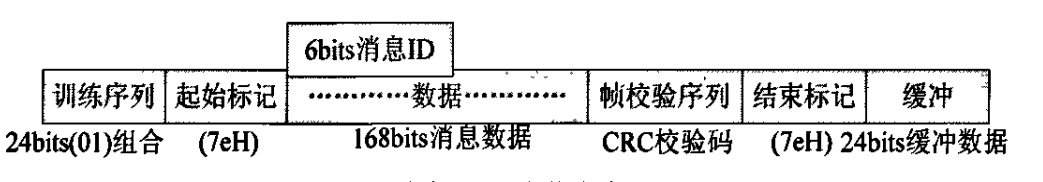 6bits消息ID
训练序列 起始标记 …………数据………… 帧校验序列 结束标记 缓冲
24bits(01)组合 (7eH) 168bits消息数据 CRC校验码 (7eH) 24bits缓冲数据